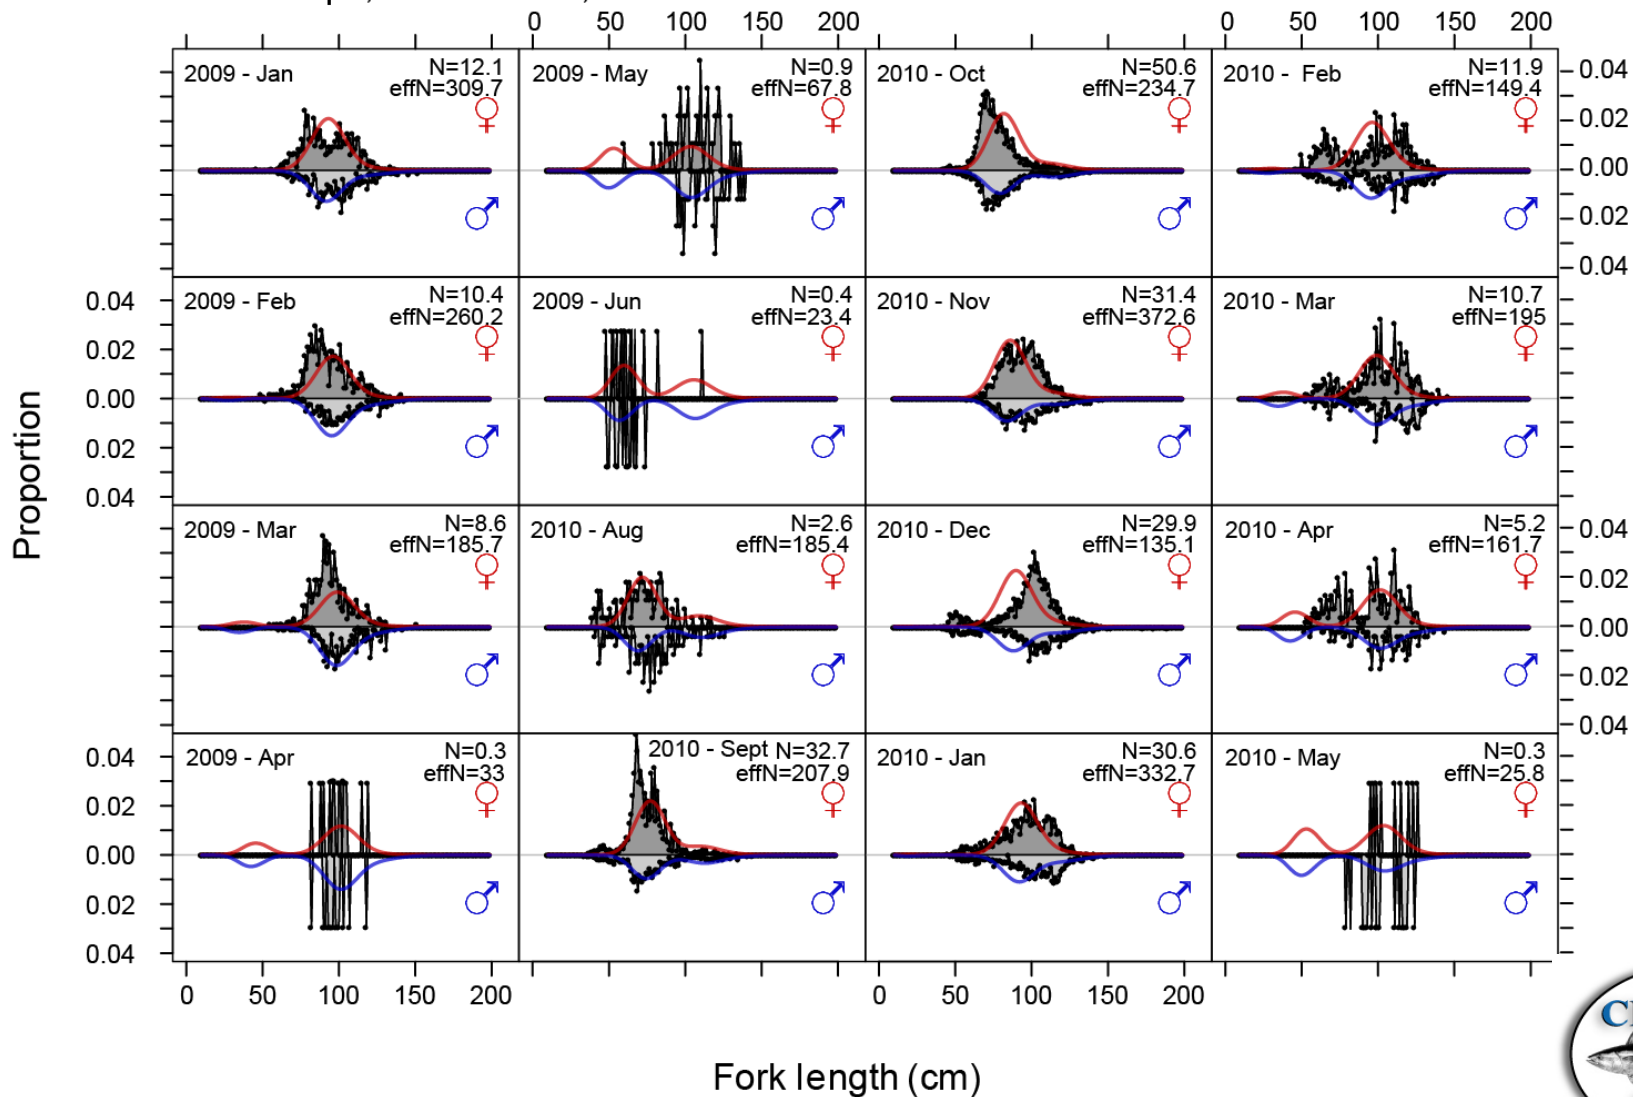 0 50 100 150 200 0 50 100 150 200
2009 - Jan N=12.1
effN=309.7
2009 - May N=0.9
effN=67.8
2010 - Oct N=50.6
effN=234.7
2010 - Feb N=11.9
effN=149.4
0.04
0.02
0.00
0.02
0.04
2009 - Feb N=10.4
effN=260.2
2009 - Jun N=0.4
effN=23.4
2010 - Nov N=31.4
effN=372.6
2010 - Mar N=10.7
effN=195
0.04
0.02
0.00
0.02
0.04
2009 - Mar N=8.6
effN=185.7
2010 - Aug N=2.6
effN=185.4
2010 - Dec N=29.9
effN=135.1
2010 - Apr N=5.2
effN=161.7
0.04
0.02
0.00
0.02
0.04
2009 - Apr N=0.3
effN=33
2010 - Sept N=32.7
effN=207.9
2010 - Jan N=30.6
effN=332.7
2010 - May N=0.3
effN=25.8
0.04
0.02
0.00
0.02
0.04
0 50 100 150 200 0 50 100 150 200
Proportion
Fork length (cm)